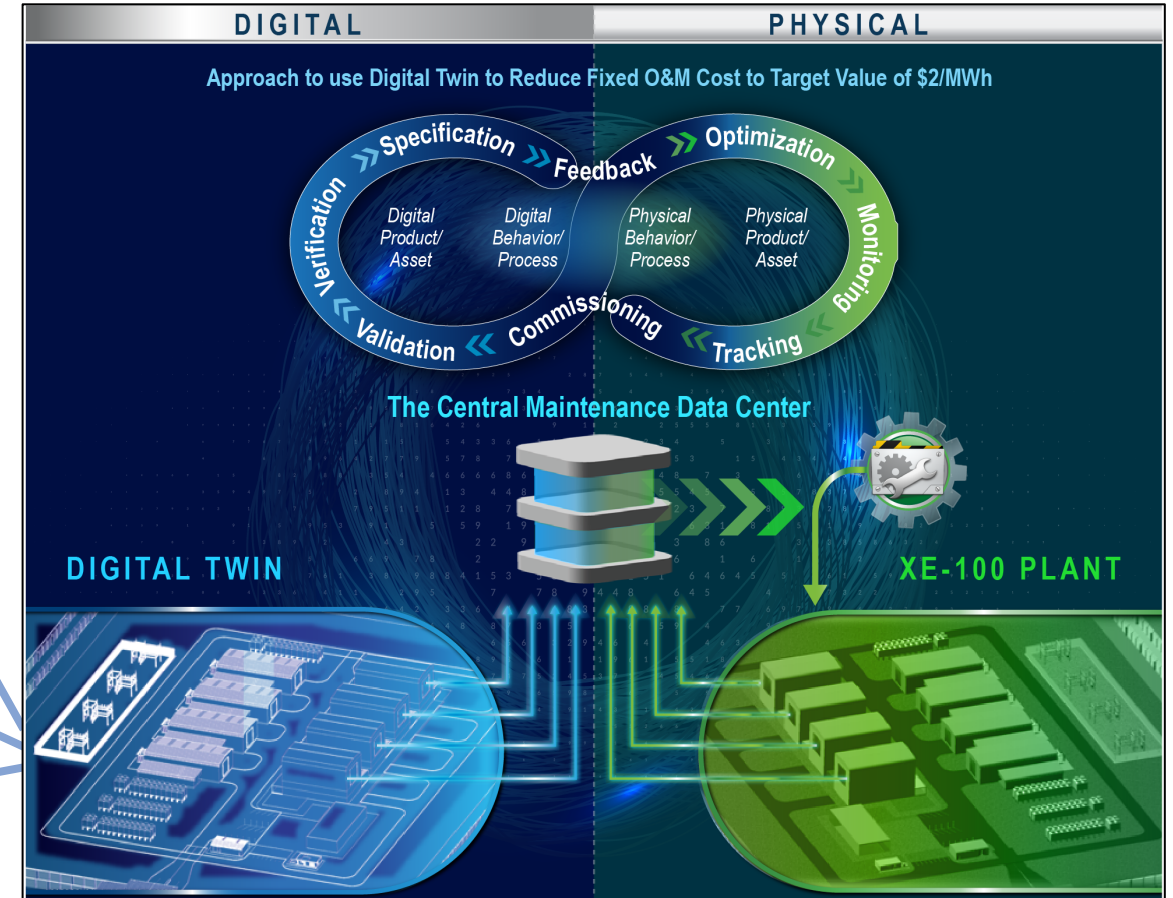 DIGITAL
PHYSICAL
Approach to use Digital Twin to Reduce Fixed O&M Cost to Target Value of $2/MWh
Specification
Feedback
Optimization
Monitoring
Tracking
Commissioning
Validation
Verification
Digital
Product/
Asset
Digital
Behavior/
Process
Physical
Behavior/
Process
Physical
Product/
Asset
The Central Maintenance Data Center
DIGITAL TWIN
XE-100 PLANT